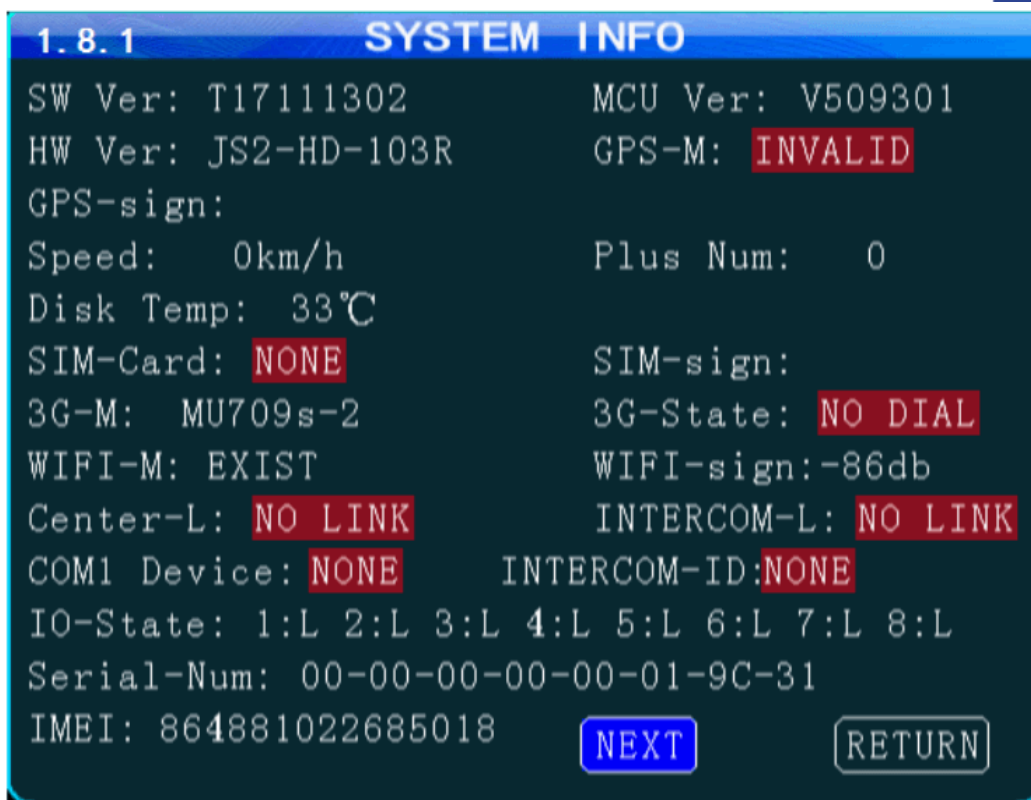 1.8.1 SYSTEM INFO
SW Ver: T17111302 MCU Ver: V509301
HW Ver: JS2-HD-103R GPS-M: INVALID
GPS-sign:
Speed: 0km/h Plus Num: 0
Disk Temp: 33℃
SIM-Card: NONE SIM-sign:
3G-M: MU709s-2 3G-State: NO DIAL
WIFI-M: EXIST WIFI-sign:-86db
Center-L: NO LINK INTERCOM-L: NO LINK
COM1 Device: NONE INTERCOM-ID:NONE
IO-State: 1:L 2:L 3:L 4:L 5:L 6:L 7:L 8:L
Serial-Num: 00-00-00-00-00-01-9C-31
IMEI: 864881022685018 NEXT RETURN